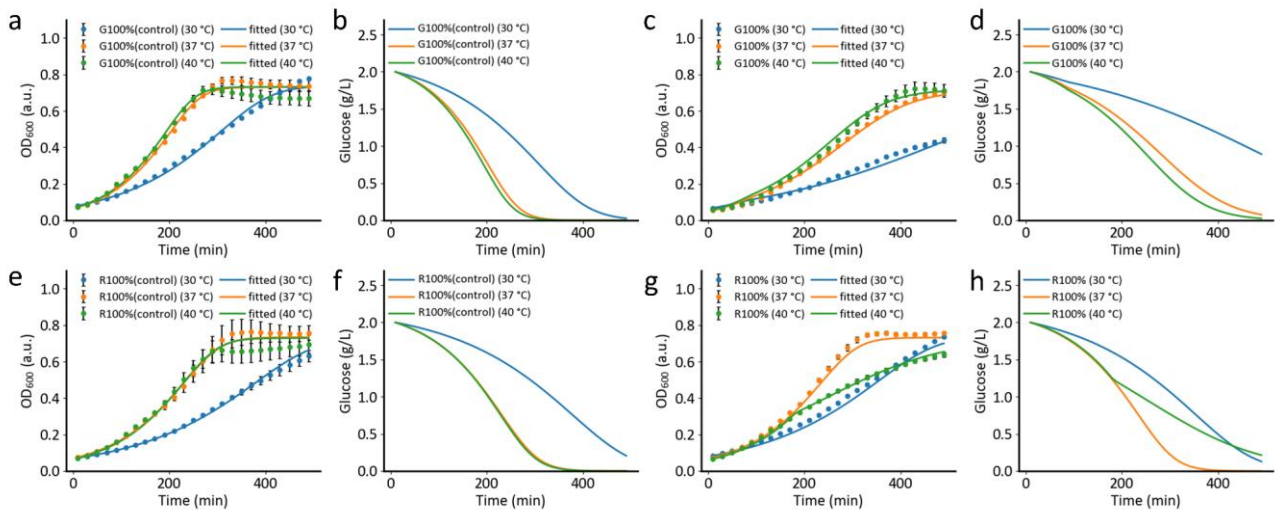 a
G100%(control) (30 °C) fitted (30 °C)
G100%(control) (37 °C) fitted (37 °C)
G100%(control) (40 °C) fitted (40 °C)
1.0
0.8
0.6
0.4
0.2
0.0
OD600 (a.u.)
200 400
Time (min)
b
G100%(control) (30 °C)
G100%(control) (37 °C)
G100%(control) (40 °C)
2.5
2.0
1.5
1.0
0.5
0.0
Glucose (g/L)
0 200 400
Time (min)
c
G100% (30 °C) fitted (30 °C)
G100% (37 °C) fitted (37 °C)
G100% (40 °C) fitted (40 °C)
1.0
0.8
0.6
0.4
0.2
0.0
OD600 (a.u.)
0 200 400
Time (min)
d
G100% (30 °C)
G100% (37 °C)
G100% (40 °C)
2.5
2.0
1.5
1.0
0.5
0.0
Glucose (g/L)
0 200 400
Time (min)
e
R100%(control) (30 °C) fitted (30 °C)
R100%(control) (37 °C) fitted (37 °C)
R100%(control) (40 °C) fitted (40 °C)
1.0
0.8
0.6
0.4
0.2
0.0
OD600 (a.u.)
0 200 400
Time (min)
f
R100%(control) (30 °C)
R100%(control) (37 °C)
R100%(control) (40 °C)
2.5
2.0
1.5
1.0
0.5
0.0
Glucose (g/L)
0 200 400
Time (min)
g
R100% (30 °C) fitted (30 °C)
R100% (37 °C) fitted (37 °C)
R100% (40 °C) fitted (40 °C)
1.0
0.8
0.6
0.4
0.2
0.0
OD600 (a.u.)
0 200 400
Time (min)
h
R100% (30 °C)
R100% (37 °C)
R100% (40 °C)
2.5
2.0
1.5
1.0
0.5
0.0
Glucose (g/L)
0 200 400
Time (min)